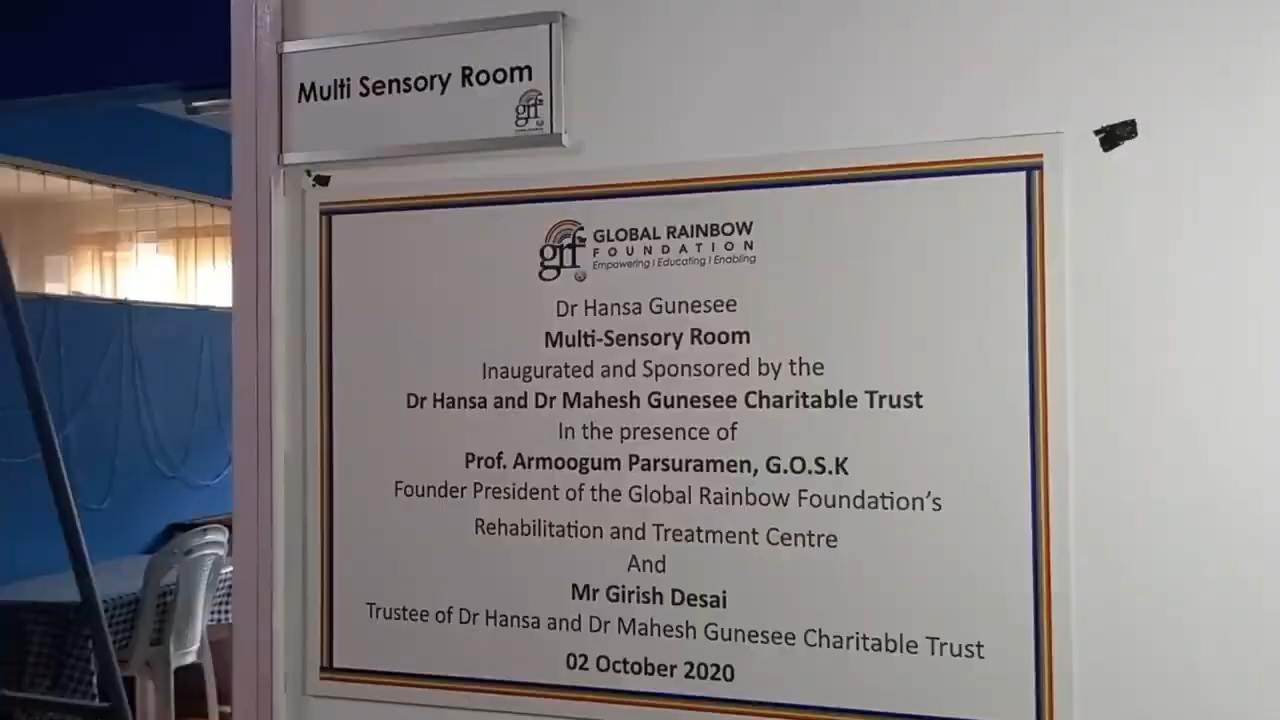 Multi Sensory Room
grf
grf
GLOBAL RAINBOW
FOUNDATION
Empowering | Educating | Enabling
Dr Hansa Gunesee
Multi-Sensory Room
Inaugurated and Sponsored by the
Dr Hansa and Dr Mahesh Gunesee Charitable Trust
In the presence of
Prof. Armoogum Parsuramen, G.O.S.K
Founder President of the Global Rainbow Foundation's
Rehabilitation and Treatment Centre
And
Mr Girish Desai
Trustee of Dr Hansa and Dr Mahesh Gunesee Charitable Trust
02 October 2020